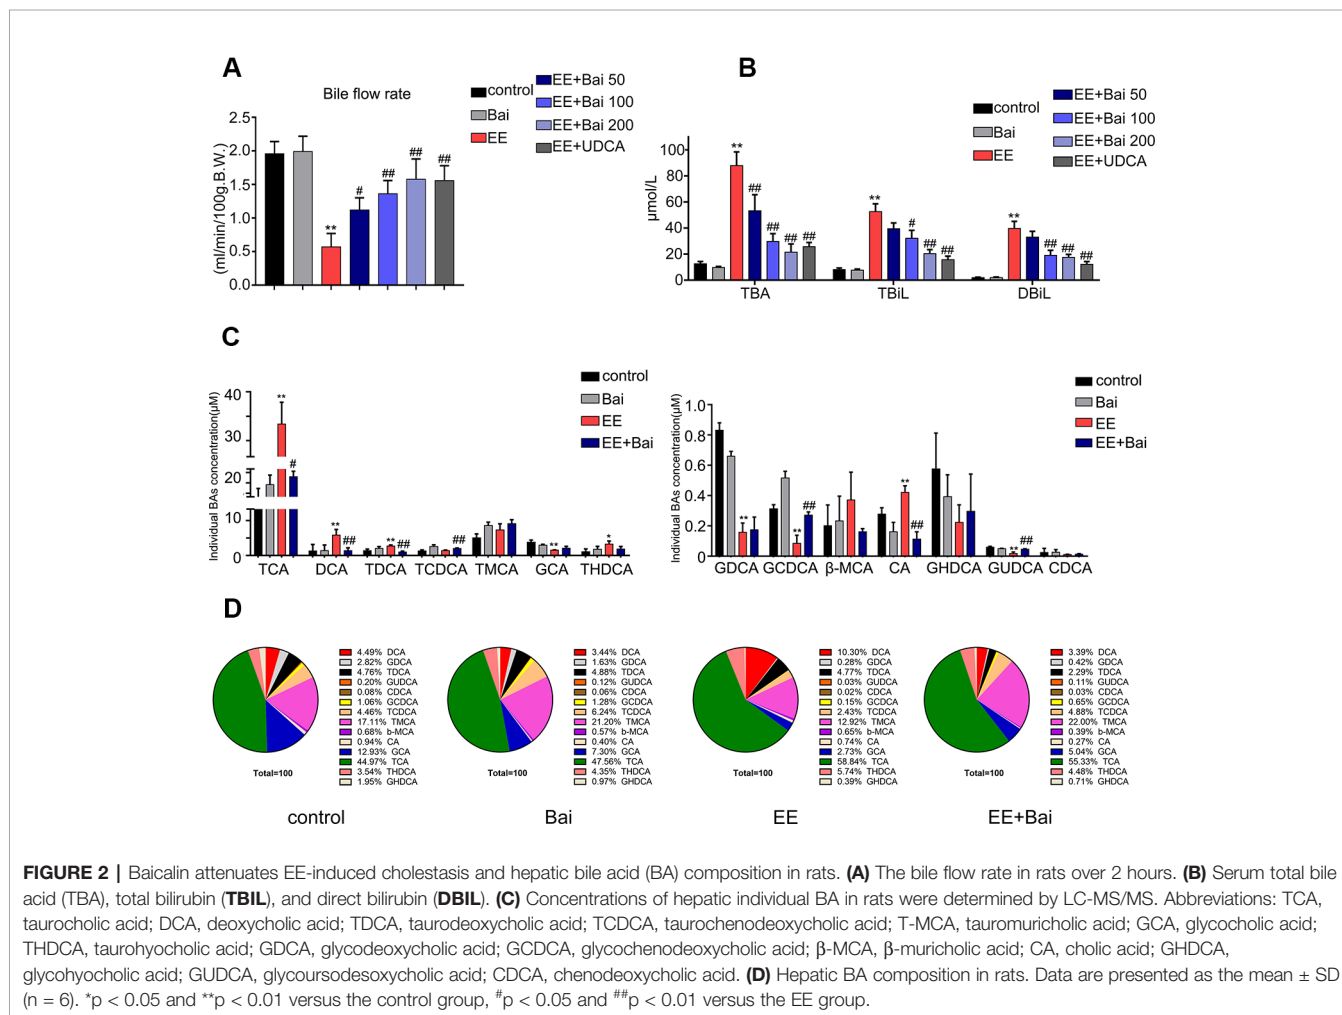 A
Bile flow rate
control
Bai
EE
EE+Bai 50
EE+Bai 100
EE+Bai 200
EE+UDCA
(ml/min/100g.B.W.)
2.5
2.0
1.5
1.0
0.5
0.0
**
#
##
##
##
B
control
Bai
EE
EE+Bai 50
EE+Bai 100
EE+Bai 200
EE+UDCA
μmol/L
100
80
60
40
20
0
**
##
##
##
##
**
#
##
##
**
##
##
##
TBA TBiL DBiL
C
control
Bai
EE
EE+Bai
Individual BAs concentration(μM)
40
30
20
10
0
**
#
**
##
**
##
##
**
*
TCA DCA TDCA TCDCA TMCA GCA THDCA
control
Bai
EE
EE+Bai
Individual BAs concentration(μM)
1.0
0.8
0.6
0.4
0.2
0
**
**
##
**
##
**
##
GDCA GCDCA β-MCA CA GHDCA GUDCA CDCA
D
4.49% DCA
2.82% GDCA
4.76% TDCA
0.20% GUDCA
0.08% CDCA
1.06% GCDCA
4.46% TCDCA
17.11% TMCA
0.68% b-MCA
0.94% CA
12.93% GCA
44.97% TCA
3.54% THDCA
1.95% GHDCA
Total=100
control
3.44% DCA
1.63% GDCA
4.88% TDCA
0.12% GUDCA
0.06% CDCA
1.28% GCDCA
6.24% TCDCA
21.20% TMCA
0.57% b-MCA
0.40% CA
7.30% GCA
47.56% TCA
4.35% THDCA
0.97% GHDCA
Total=100
Bai
10.30% DCA
0.28% GDCA
4.77% TDCA
0.03% GUDCA
0.02% CDCA
0.15% GCDCA
2.43% TCDCA
12.92% TMCA
0.65% b-MCA
0.74% CA
2.73% GCA
58.84% TCA
5.74% THDCA
0.39% GHDCA
Total=100
EE
3.39% DCA
0.42% GDCA
2.29% TDCA
0.11% GUDCA
0.03% CDCA
0.65% GCDCA
4.88% TCDCA
22.00% TMCA
0.39% b-MCA
0.27% CA
5.04% GCA
55.33% TCA
4.48% THDCA
0.71% GHDCA
Total=100
EE+Bai
FIGURE 2 | Baicalin attenuates EE-induced cholestasis and hepatic bile acid (BA) composition in rats. (A) The bile flow rate in rats over 2 hours. (B) Serum total bile
acid (TBA), total bilirubin (TBIL), and direct bilirubin (DBIL). (C) Concentrations of hepatic individual BA in rats were determined by LC-MS/MS. Abbreviations: TCA,
taurocholic acid; DCA, deoxycholic acid; TDCA, taurodeoxycholic acid; TCDCA, taurochenodeoxycholic acid; T-MCA, tauromuricholic acid; GCA, glycocholic acid;
THDCA, taurohyocholic acid; GDCA, glycodeoxycholic acid; GCDCA, glycochenodeoxycholic acid; β-MCA, β-muricholic acid; CA, cholic acid; GHDCA,
glycohyocholic acid; GUDCA, glycoursodesoxycholic acid; CDCA, chenodeoxycholic acid. (D) Hepatic BA composition in rats. Data are presented as the mean ± SD
(n = 6). *p < 0.05 and **p < 0.01 versus the control group, #p < 0.05 and ##p < 0.01 versus the EE group.